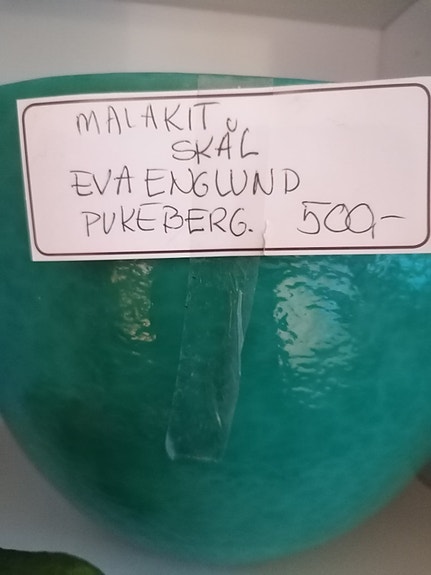 MALAKIT
SKÅL
EVA ENGLUND
PUKEBERG. 500,-